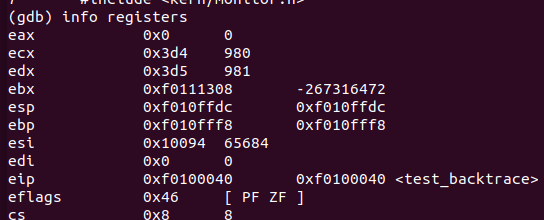 7 #include <kern/monitor.h>
(gdb) info registers
eax 0x0 0
ecx 0x3d4 980
edx 0x3d5 981
ebx 0xf0111308 -267316472
esp 0xf010ffdc 0xf010ffdc
ebp 0xf010fff8 0xf010fff8
esi 0x10094 65684
edi 0x0 0
eip 0xf0100040 0xf0100040 <test_backtrace>
eflags 0x46 [ PF ZF ]
cs 0x8 8